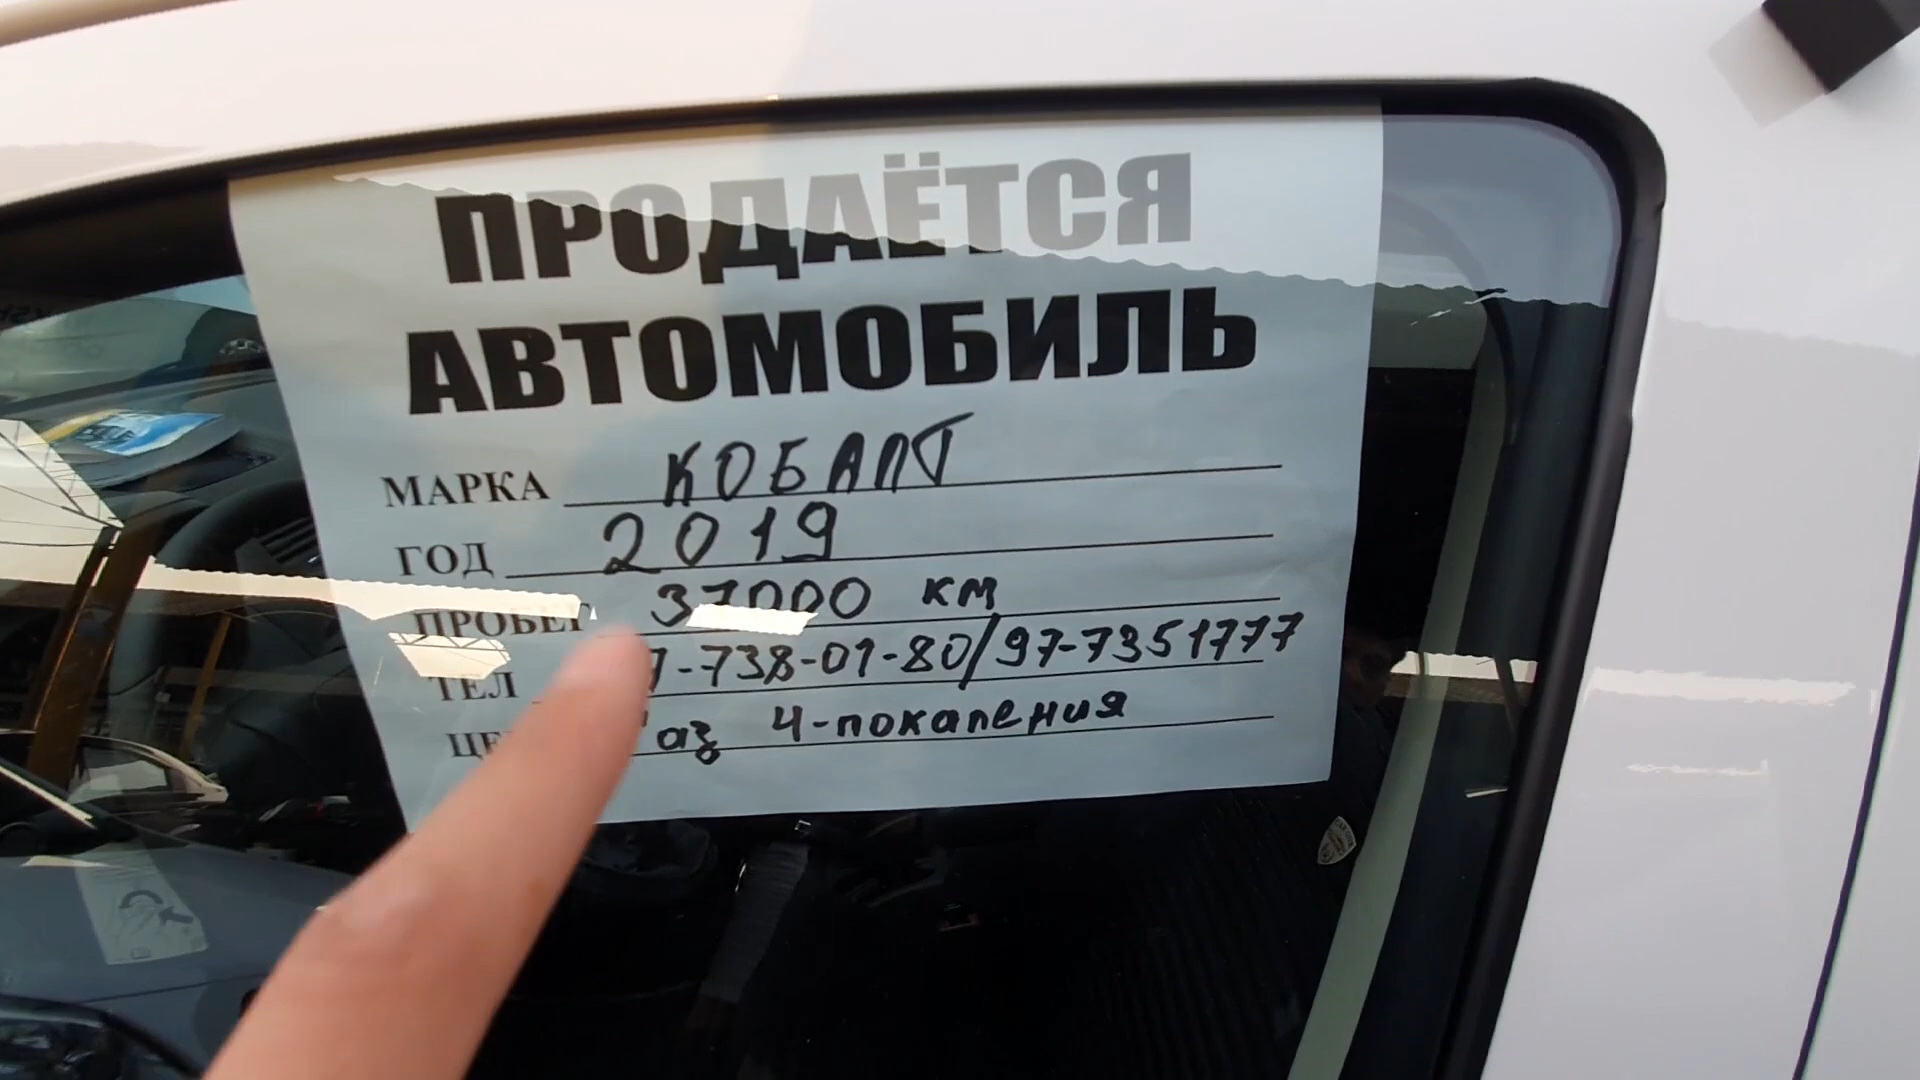 ПРОДАЁТСЯ
АВТОМОБИЛЬ
МАРКА КОБАЛТ
ГОД 2019
ПРОБЕГ 37000 км
ТЕЛ 7-738-01-80/97-7351777
аз 4-покаления